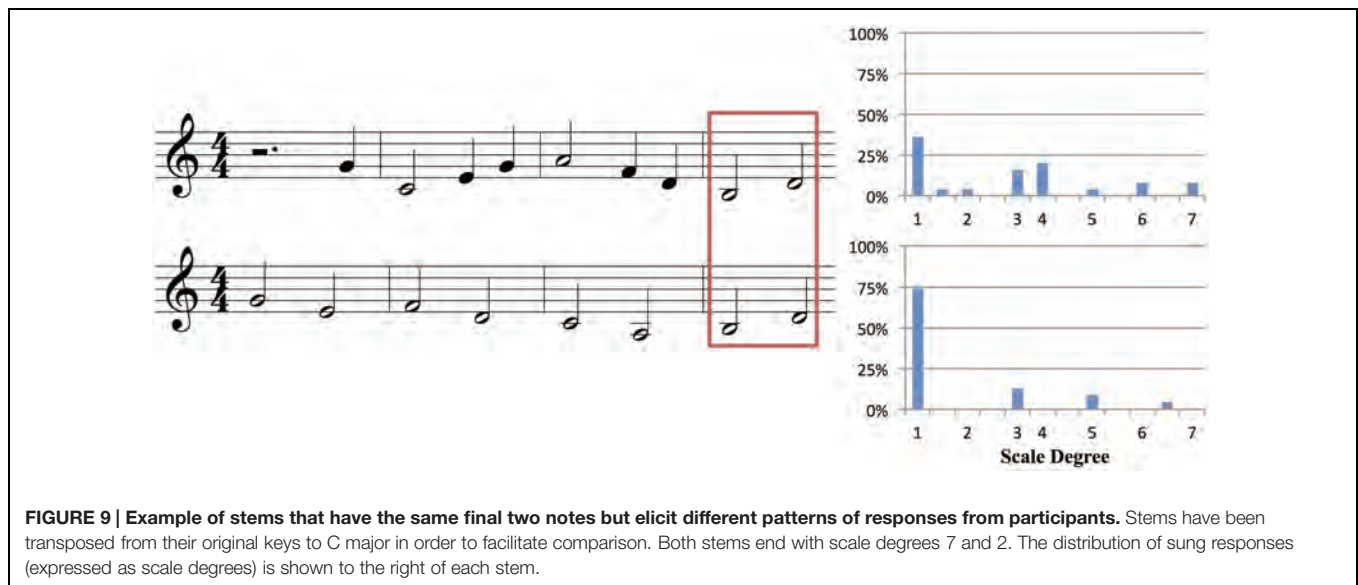 100%
75%
50%
25%
0%
1 2 3 4 5 6 7
4
4
100%
75%
50%
25%
0%
1 2 3 4 5 6 7
Scale Degree
4
4
FIGURE 9 | Example of stems that have the same final two notes but elicit different patterns of responses from participants. Stems have been
transposed from their original keys to C major in order to facilitate comparison. Both stems end with scale degrees 7 and 2. The distribution of sung responses
(expressed as scale degrees) is shown to the right of each stem.